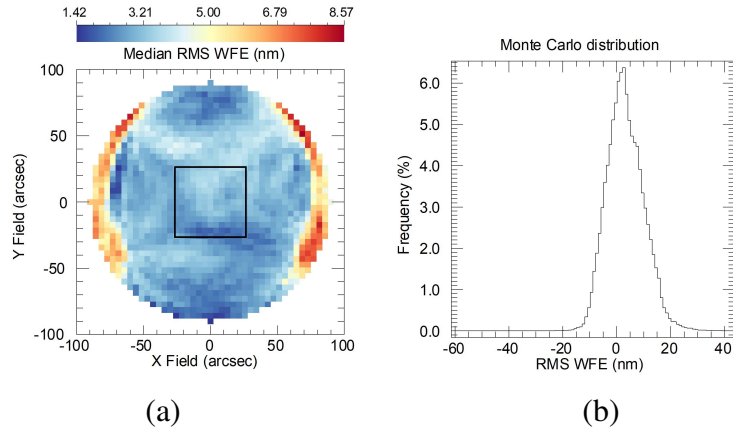 1.42 3.21 5.00 6.79 8.57
Median RMS WFE (nm)
100
50
0
-50
-100
Y Field (arcsec)
-100 -50 0 50 100
X Field (arcsec)
(a)
Monte Carlo distribution
6.0
5.0
4.0
3.0
2.0
1.0
0.0
Frequency (%)
-60 -40 -20 0 20 40
RMS WFE (nm)
(b)